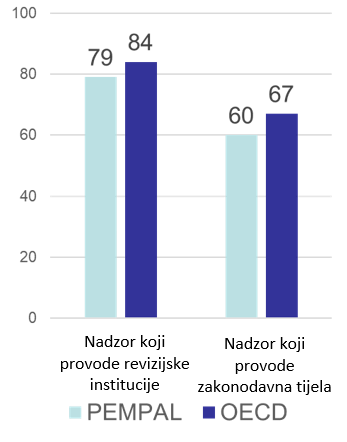 100
80
60
40
20
0
79
84
60
67
Nadzor koji
provode revizijske
institucije
Nadzor koji
provode
zakonodavna tijela
PEMPAL OECD